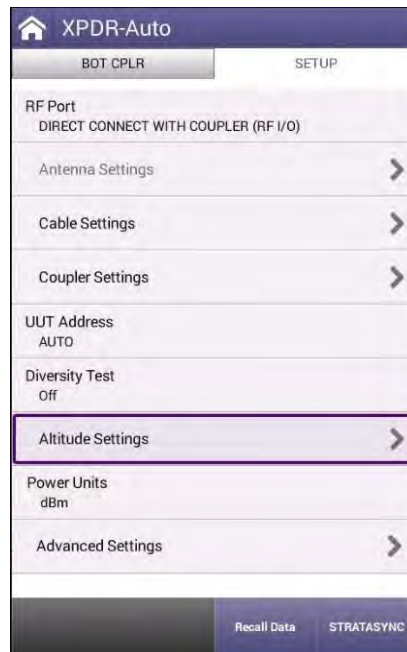 XPDR-Auto
BOT CPLR
SETUP
RF Port
DIRECT CONNECT WITH COUPLER (RF I/O)
Antenna Settings
Cable Settings
Coupler Settings
UUT Address
AUTO
Diversity Test
Off
Altitude Settings
Power Units
dBm
Advanced Settings
Recall Data
STRATASYNC